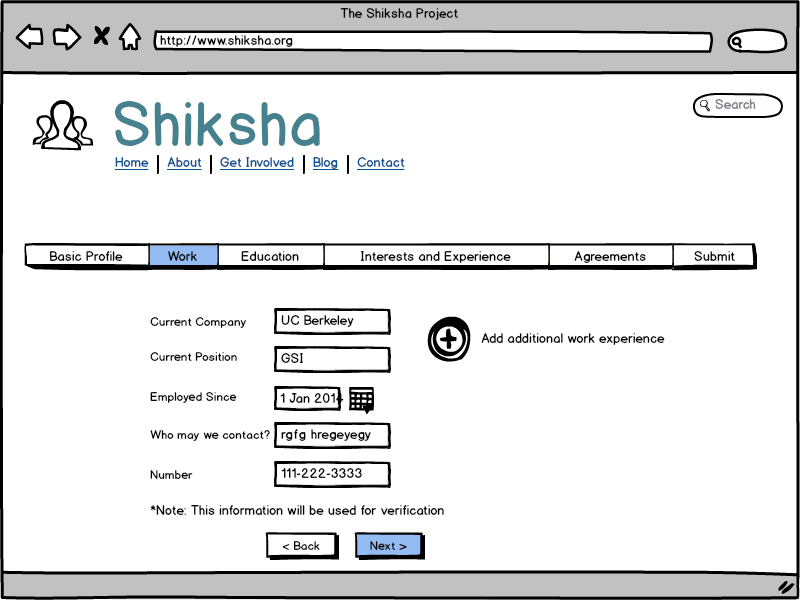 The Shiksha Project
http://www.shiksha.org
Search
Shiksha
Home About Get Involved Blog Contact
Basic Profile Work Education Interests and Experience Agreements Submit
Current Company UC Berkeley
Add additional work experience
Current Position GSI
Employed Since 1 Jan 2014
Who may we contact? rgfg hregeyegy
Number 111-222-3333
*Note: This information will be used for verification
< Back Next >